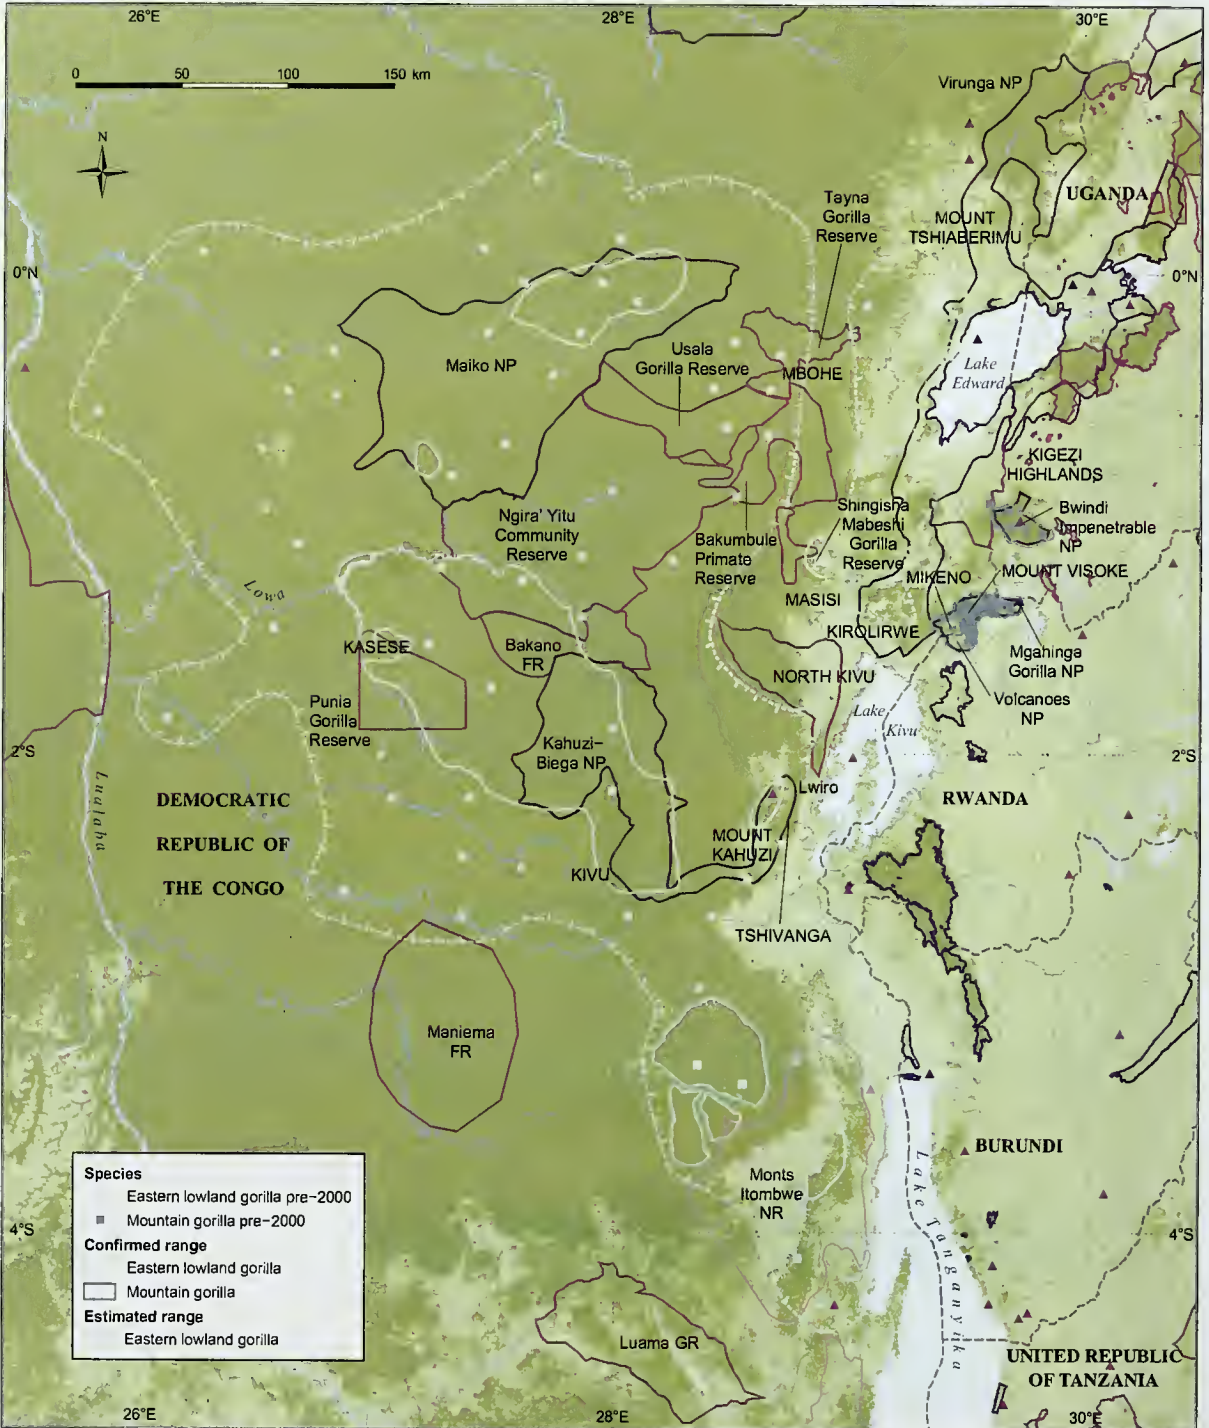 26°E
28°E
30°E
0 50 100 150 km
N
Virunga NP
UGANDA
Tayna
Gorilla
Reserve
MOUNT
TSHIABERIMU
0°N
0°N
Maiko NP
Usala
Gorilla Reserve
MBOHE
Lake
Edward
KIGEZI
HIGHLANDS
Ngira' Yitu
Community
Reserve
Bakumbule
Primate
Reserve
Shingisha
Mabeshi
Gorilla
Reserve
Bwindi
Impenetrable
NP
Lowa
MASISI
MIKENO
MOUNT VISOKE
KIROLIRWE
KASESE
Bakano
FR
NORTH KIVU
Mgahinga
Gorilla NP
Punia
Gorilla
Reserve
Volcanoes
NP
Lake
Kivu
Kahuzi-
Biega NP
2°S
2°S
Lualaba
DEMOCRATIC
REPUBLIC OF
THE CONGO
Lwiro
RWANDA
MOUNT
KAHUZI
KIVU
TSHIVANGA
Maniema
FR
BURUNDI
Lake Tanganyika
Monts
Itombwe
NR
Species
Eastern lowland gorilla pre-2000
Mountain gorilla pre-2000
Confirmed range
Eastern lowland gorilla
Mountain gorilla
Estimated range
Eastern lowland gorilla
4°S
4°S
Luama GR
UNITED REPUBLIC
OF TANZANIA
26°E
28°E
30°E